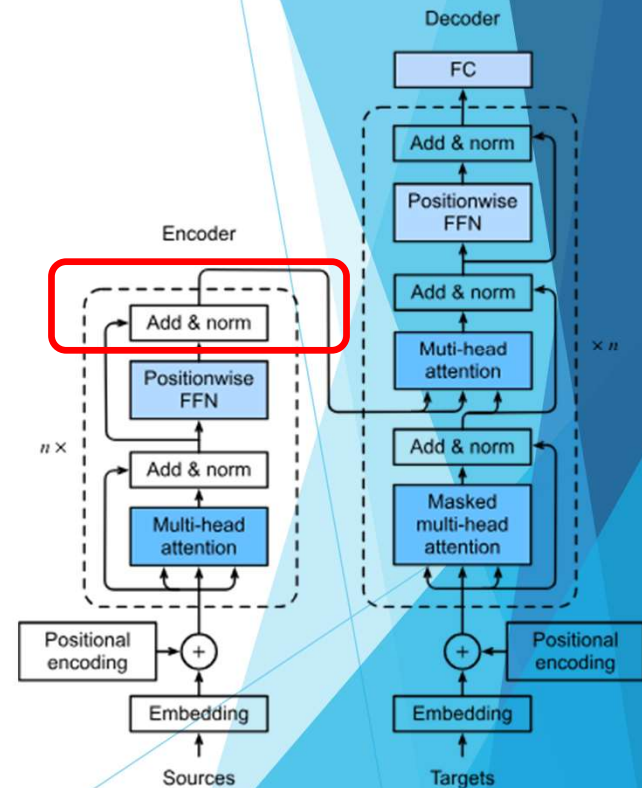 Decoder
FC
Add & norm
Positionwise
FFN
Encoder
Add & norm
Add & norm
Muti-head
attention
× n
Positionwise
FFN
n ×
Add & norm
Add & norm
Multi-head
attention
Masked
multi-head
attention
Positional
encoding
+
+
Positional
encoding
Embedding
Embedding
Sources
Targets